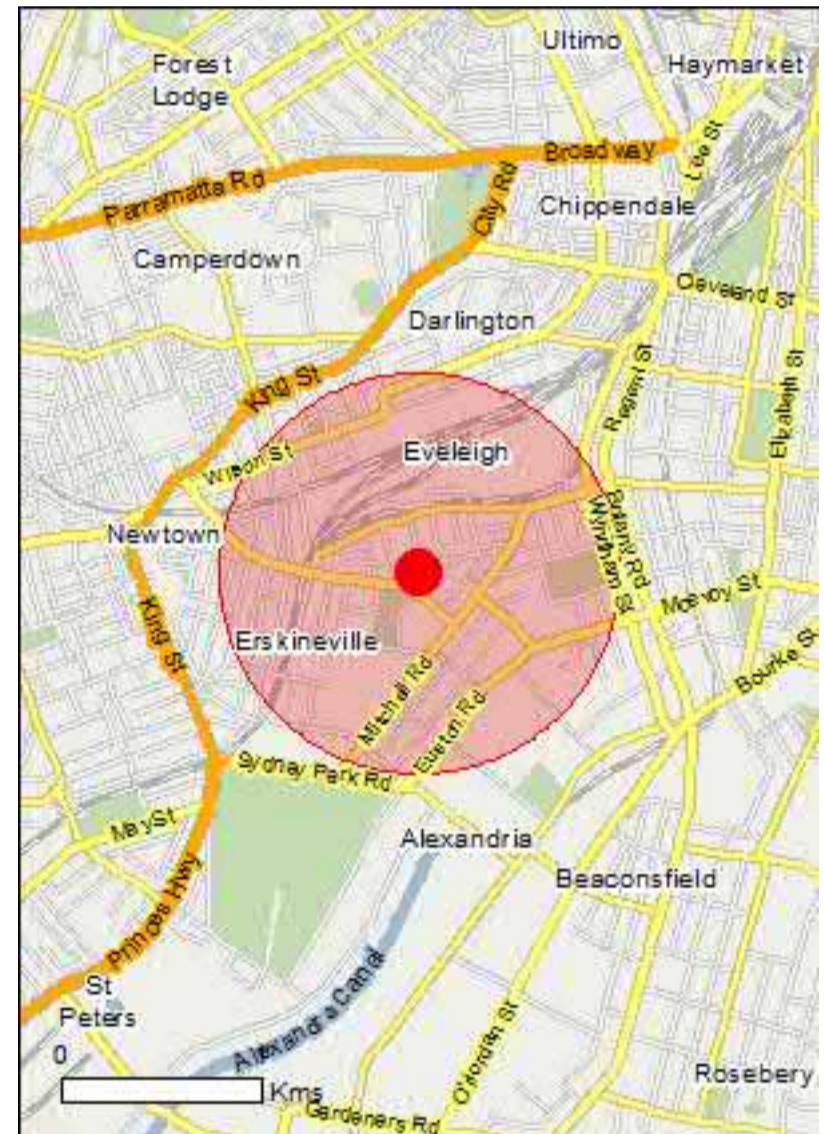 Ultimo
Forest
Lodge
Haymarket
Lee St
Broadway
Parramatta Rd
City Rd
Chippendale
Camperdown
Cleveland St
Darlington
Regent St
King St
Elizabeth St
Eveleigh
Wilson St
Newtown
Botany Rd
Wyndham St
McEvoy St
King St
Erskineville
Bourke St
Mitchell Rd
Euston Rd
Sydney Park Rd
May St
Alexandria
Beaconsfield
Princes Hwy
St
Peters
Alexandra Canal
O'riordan St
0
Kms
Rosebery
Gardeners Rd